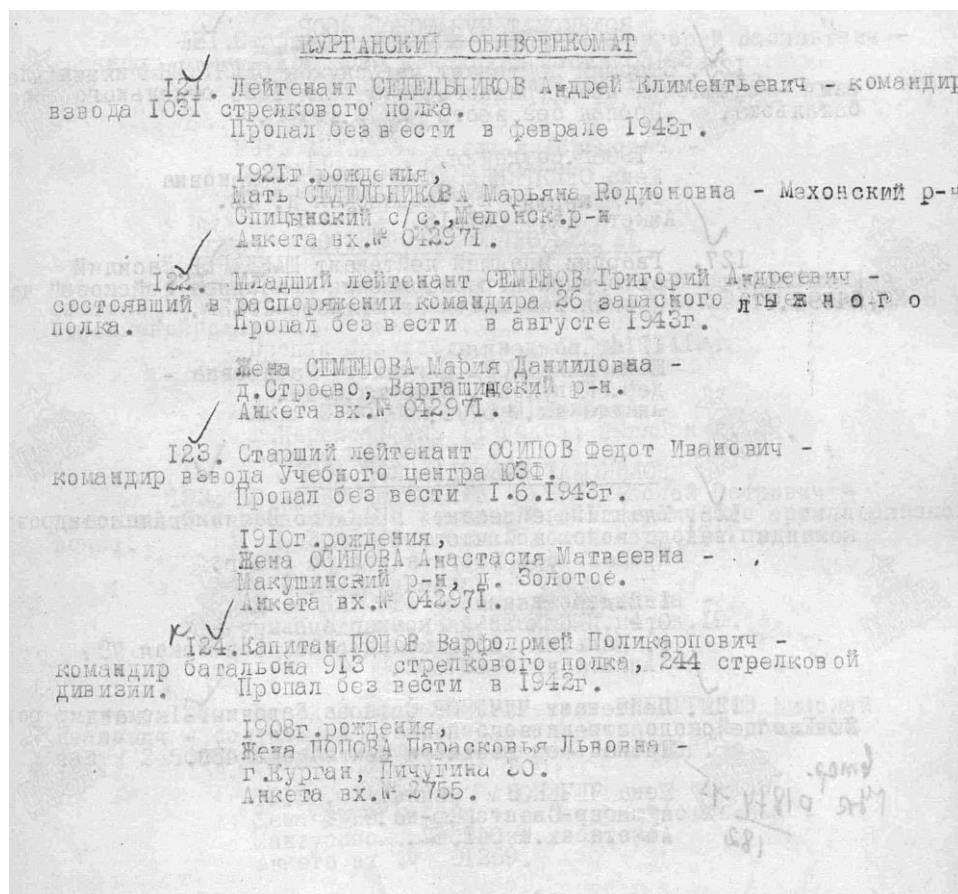 КУРГАНСКИЙ ОБЛВОЕНКОМАТ
121. Лейтенант СЕДЕЛЬНИКОВ Андрей Климентьевич - командир
взвода 1031 стрелкового полка.
Пропал без вести в феврале 1943г.
1921г.рождения,
Мать СЕДЕЛЬНИКОВА Марьяна Родионовна - Мехонский р-н
Спицынский с/с.,Мелонск.р-н
Анкета вх.№ 042971.
122. Младший лейтенант СЕМЕНОВ Григорий Андреевич -
состоявший в распоряжении командира 26 запасного лыжного
полка. Пропал без вести в августе 1943г.
Жена СЕМЕНОВА Мария Данииловна -
д.Строево, Варгашинский р-н.
Анкета вх.№ 042971.
123. Старший лейтенант ОСИПОВ Федот Иванович -
командир взвода Учебного центра ЮЗФ.
Пропал без вести 1.6.1943г.
1910г.рождения,
Жена ОСИПОВА Анастасия Матвеевна -
Макушинский р-н, д. Золотое.
Анкета вх.№ 042971.
124.Капитан ПОПОВ Варфоломей Поликарпович -
командир батальона 913 стрелкового полка, 244 стрелковой
дивизии. Пропал без вести в 1942г.
1908г.рождения,
Жена ПОПОВА Парасковья Львовна -
г.Курган, Пичугина 80.
Анкета вх.№ 2755.